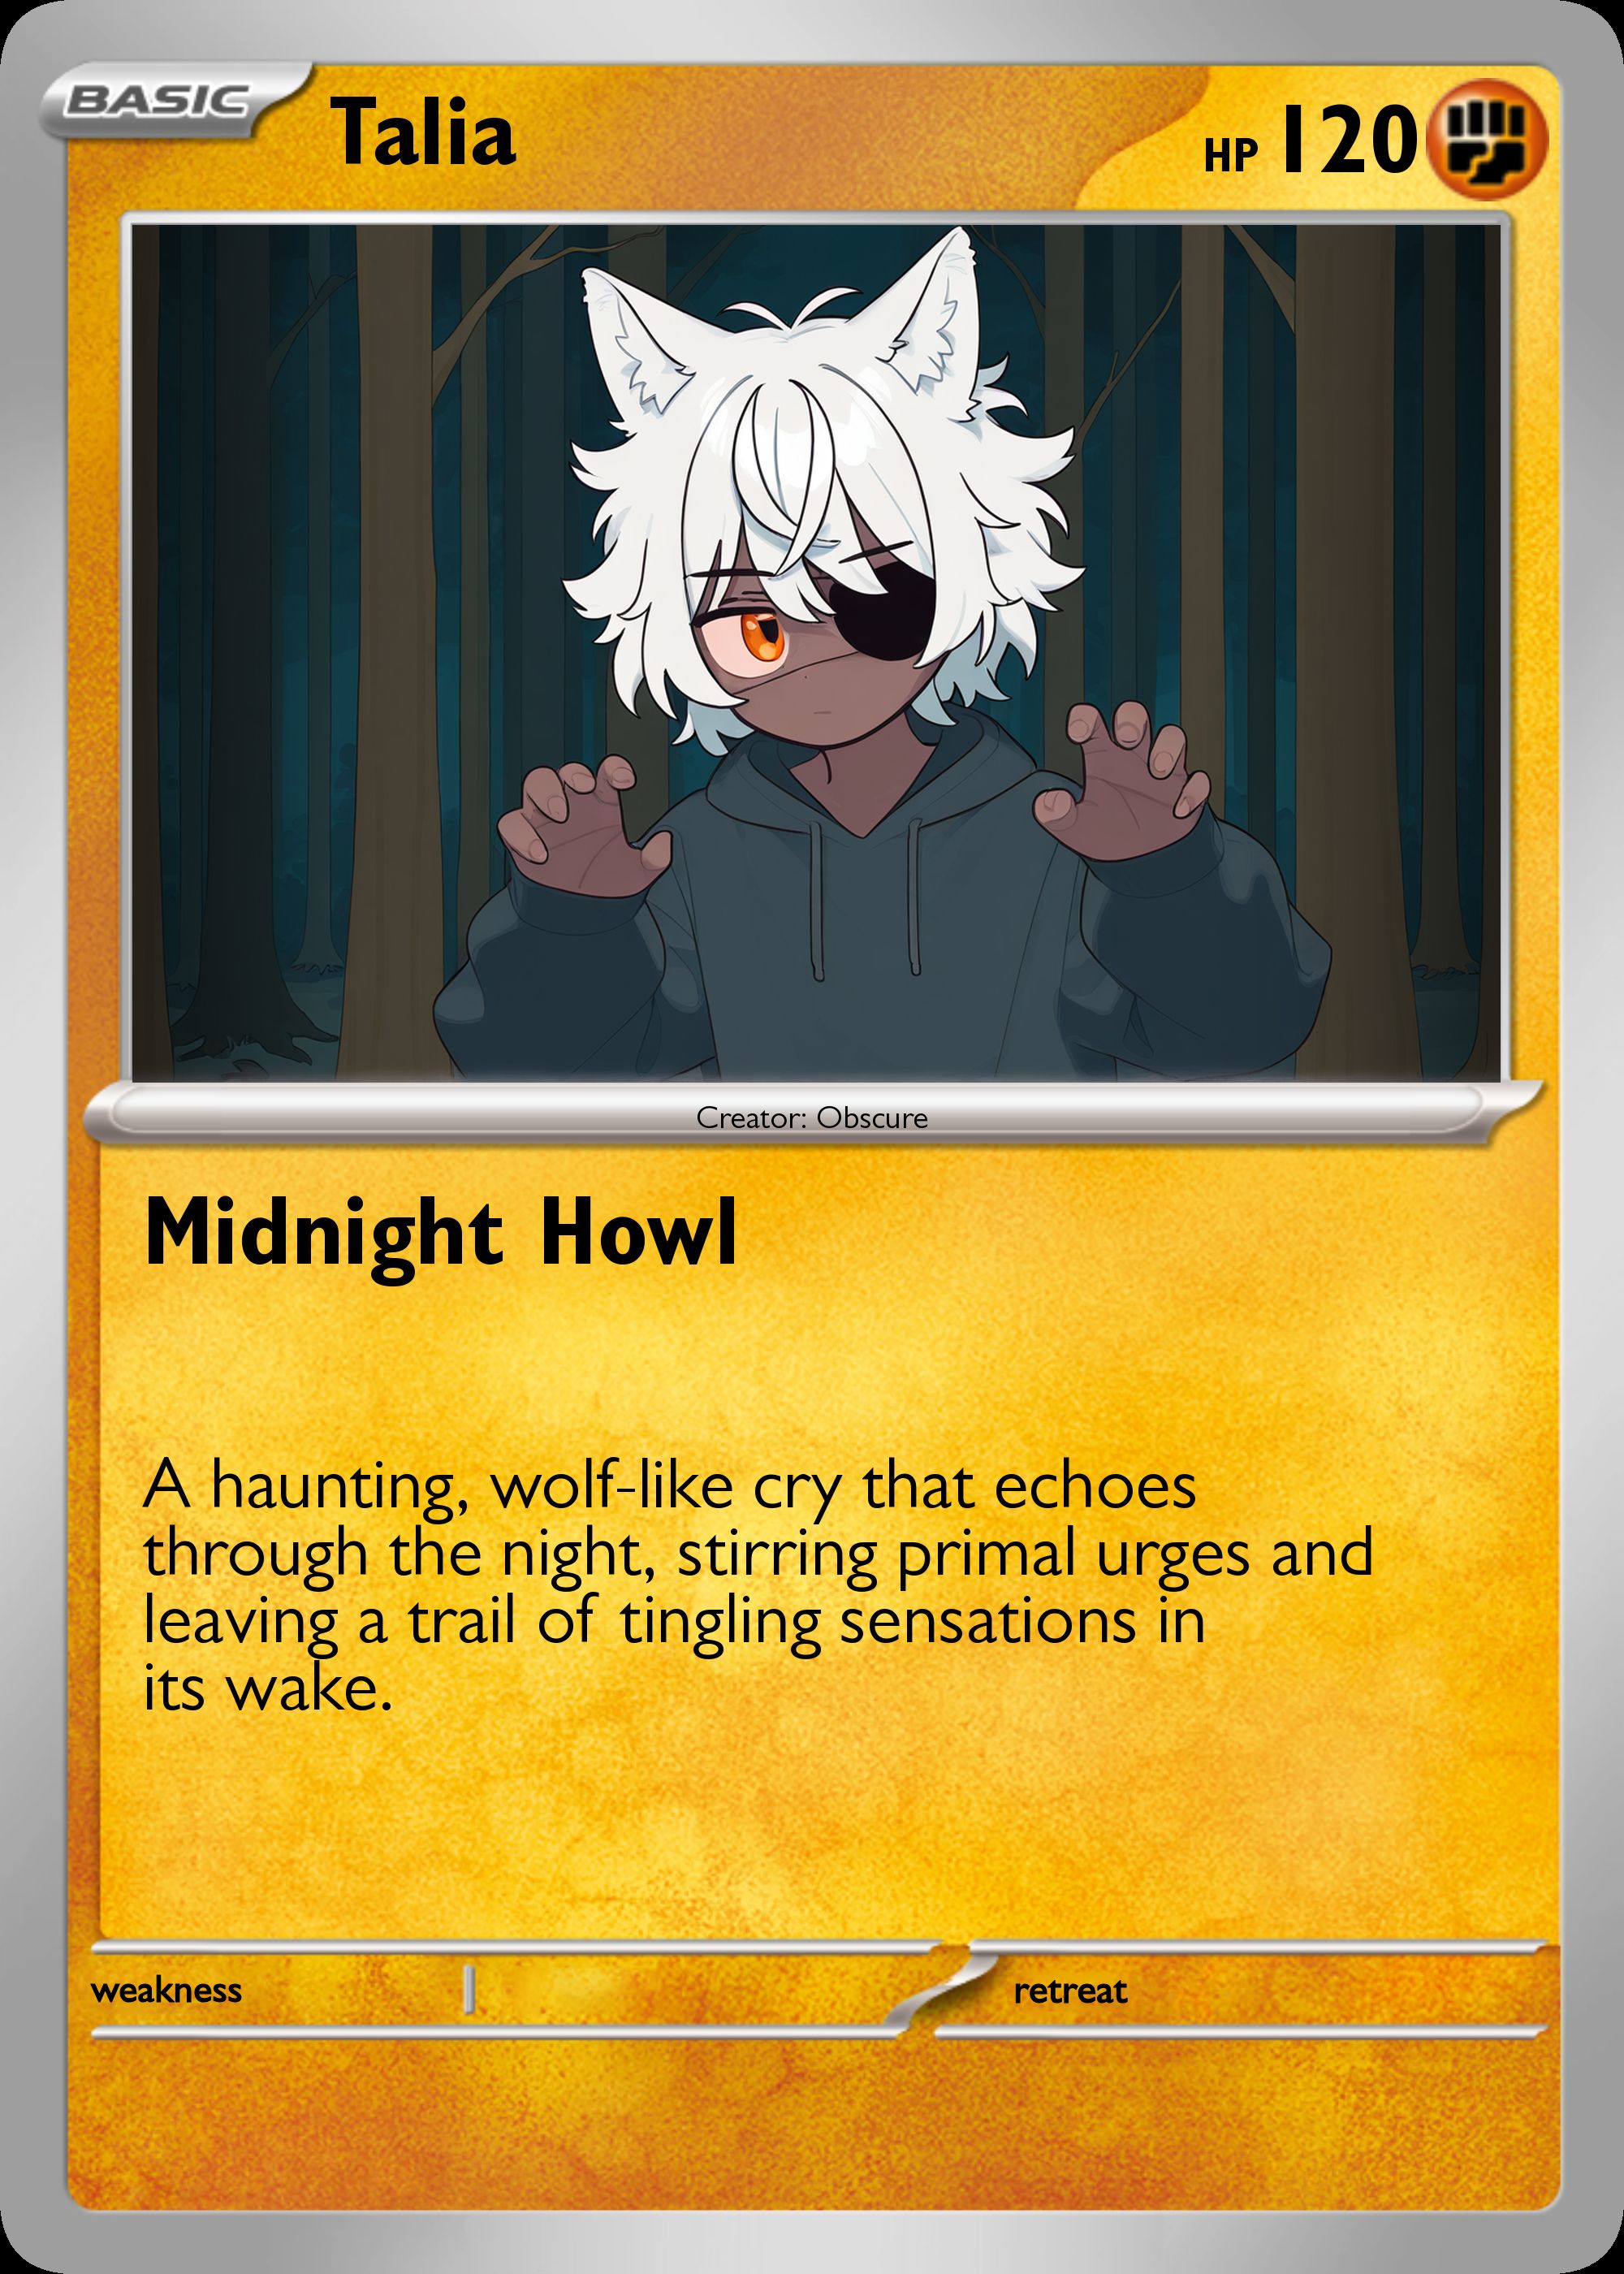 BASIC
Talia
HP 120
Creator: Obscure
Midnight Howl
A haunting, wolf-like cry that echoes
through the night, stirring primal urges and
leaving a trail of tingling sensations in
its wake.
weakness
retreat